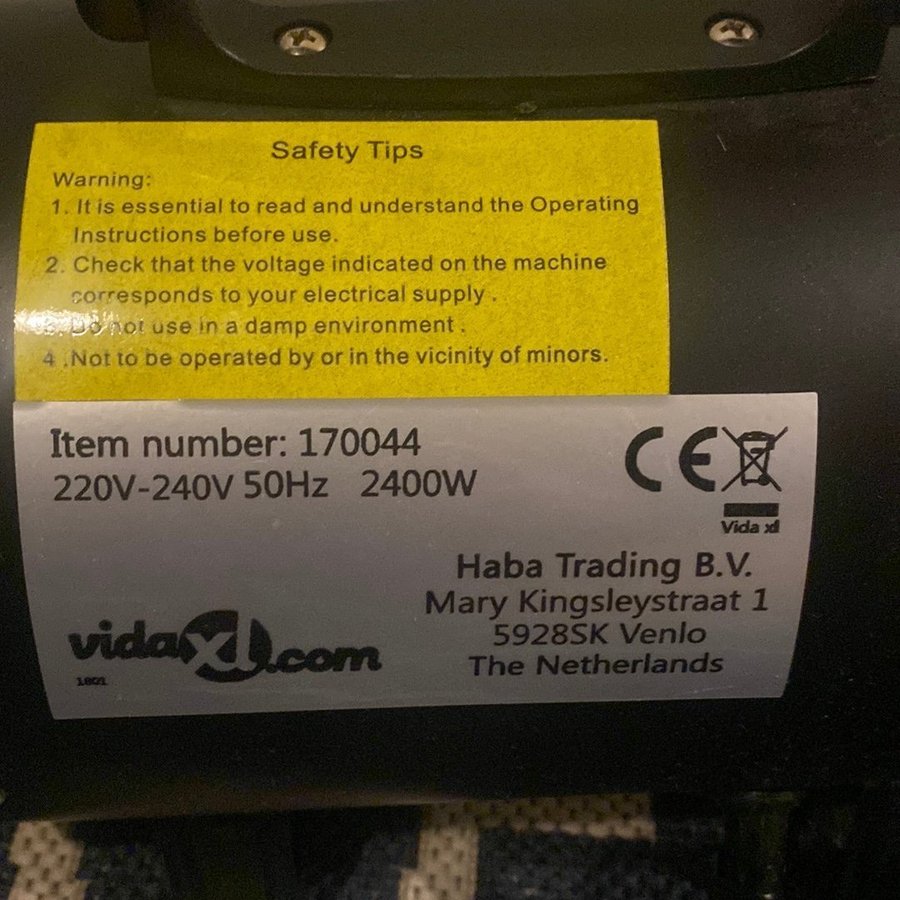 Safety Tips
Warning:
1. It is essential to read and understand the Operating
Instructions before use.
2. Check that the voltage indicated on the machine
corresponds to your electrical supply .
3. Do not use in a damp environment .
4 .Not to be operated by or in the vicinity of minors.
Item number: 170044
220V-240V 50Hz 2400W
CE
Vida xl
Haba Trading B.V.
Mary Kingsleystraat 1
5928SK Venlo
The Netherlands
vidaXL.com
1801